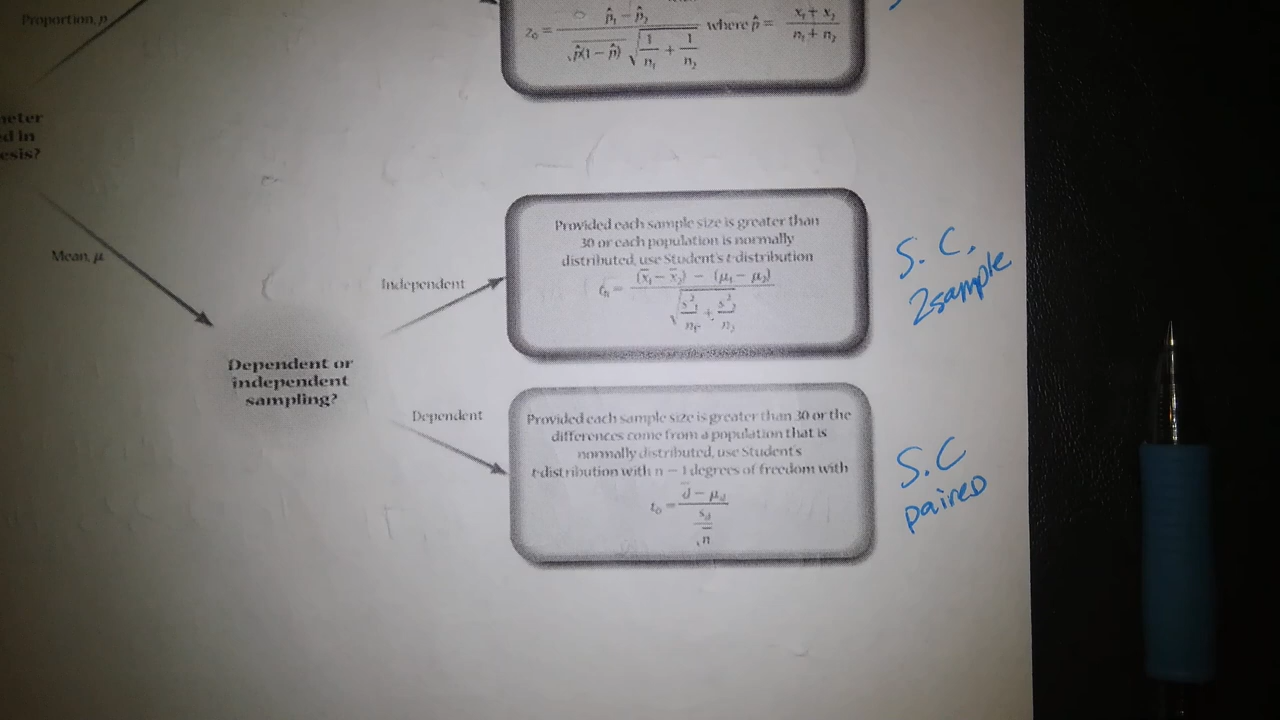 Proportion, p
z₀ = p̂₁ − p̂₂ / √p̂(1 − p̂) √1/n₁ + 1/n₂ where p̂ = x₁ + x₂ / n₁ + n₂
Mean, μ
Dependent or
independent
sampling?
Independent
Provided each sample size is greater than
30 or each population is normally
distributed, use Student's t-distribution
t₀ = (x̄₁ − x̄₂) − (μ₁ − μ₂) / √s²₁/n₁ + s²₂/n₂
S. C,
2sample
Dependent
Provided each sample size is greater than 30 or the
differences come from a population that is
normally distributed, use Student's
t-distribution with n − 1 degrees of freedom with
t₀ = d̄ − μd / sd/√n
S.C
paired